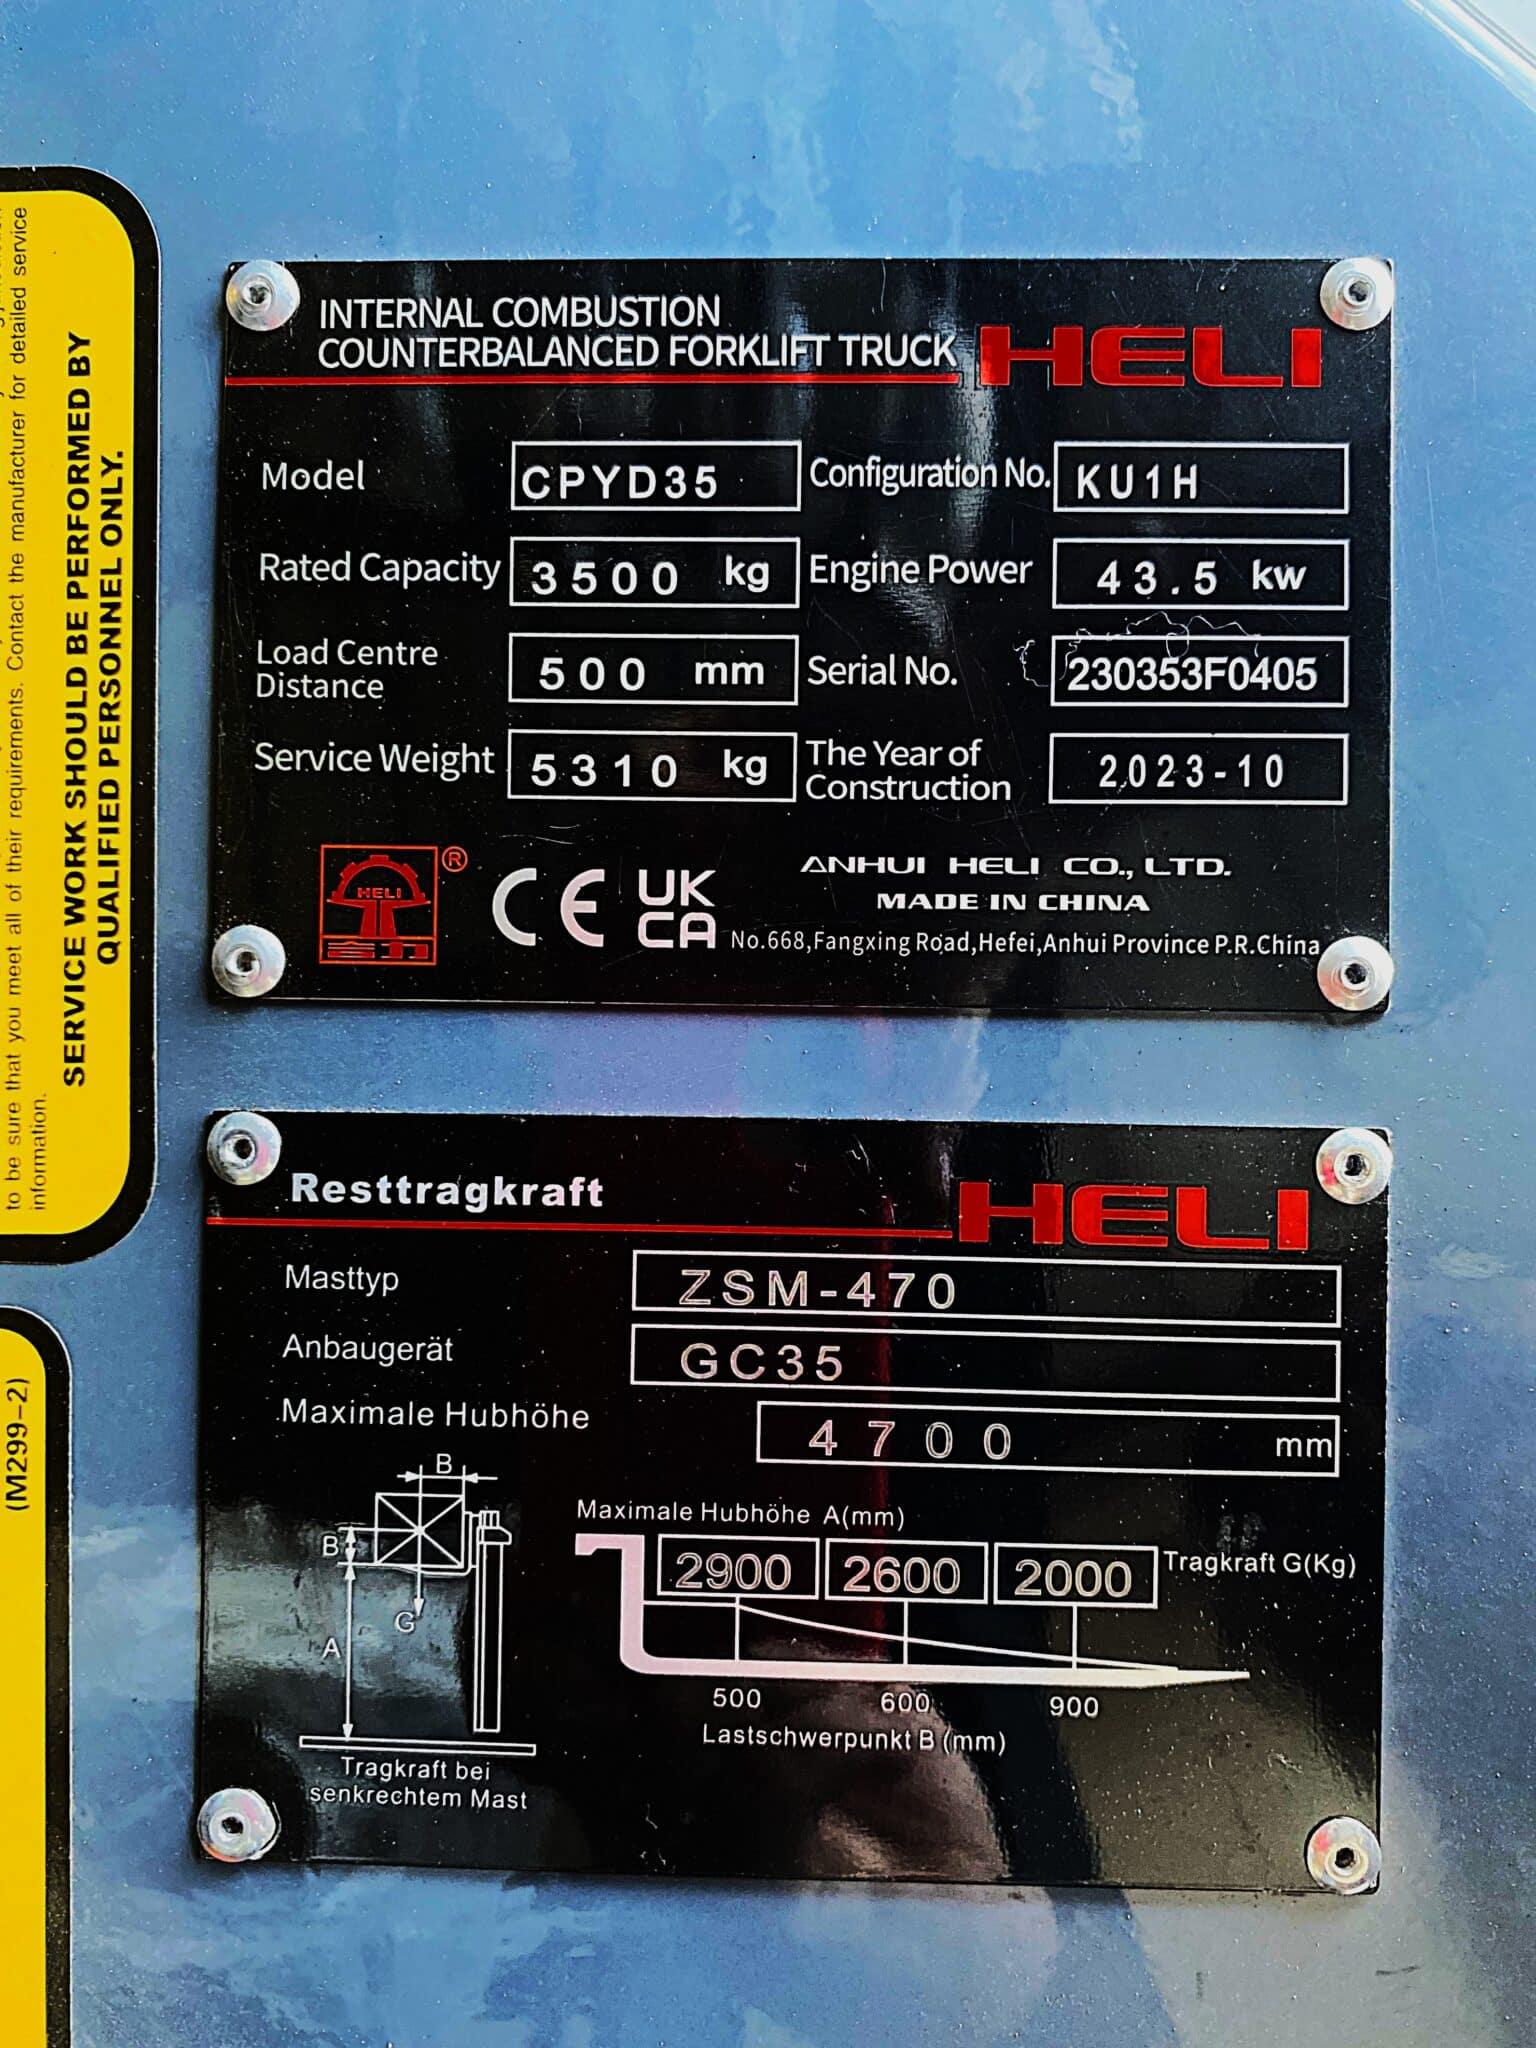 to be sure that you meet all of their requirements. Contact the manufacturer for detailed service
information.
SERVICE WORK SHOULD BE PERFORMED BY
QUALIFIED PERSONNEL ONLY.
(M299-2)
INTERNAL COMBUSTION
COUNTERBALANCED FORKLIFT TRUCK HELI
Model CPYD35 Configuration No. KU1H
Rated Capacity 3500 kg Engine Power 43.5 kw
Load Centre
Distance 500 mm Serial No. 230353F0405
Service Weight 5310 kg The Year of
Construction 2023-10
HELI ®
合力
CE UK
CA
ANHUI HELI CO., LTD.
MADE IN CHINA
No.668,Fangxing Road,Hefei,Anhui Province P.R.China
Resttragkraft HELI
Masttyp ZSM-470
Anbaugerät GC35
Maximale Hubhöhe 4700 mm
B
B
G
A
Tragkraft bei
senkrechtem Mast
Maximale Hubhöhe A(mm)
2900 2600 2000 Tragkraft G(Kg)
500 600 900
Lastschwerpunkt B (mm)